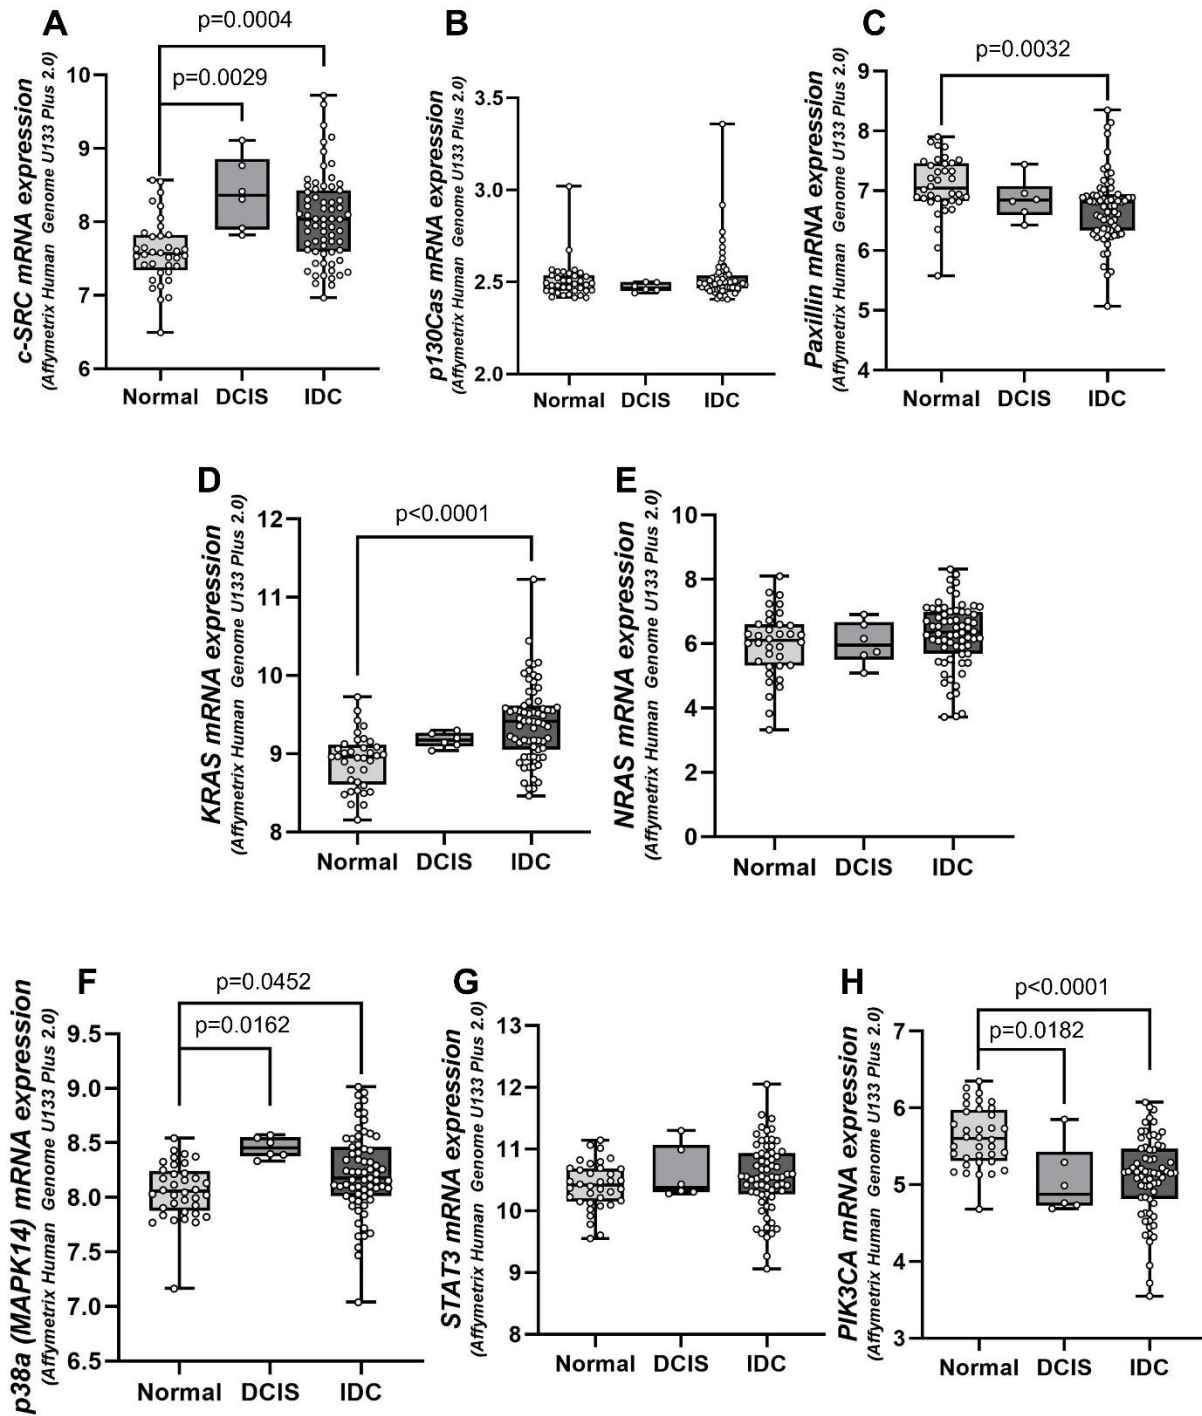 A
c-SRC mRNA expression
(Affymetrix Human Genome U133 Plus 2.0)
p=0.0004
p=0.0029
10
9
8
7
6
Normal DCIS IDC
B
p130Cas mRNA expression
(Affymetrix Human Genome U133 Plus 2.0)
3.5
3.0
2.5
2.0
Normal DCIS IDC
C
Paxillin mRNA expression
(Affymetrix Human Genome U133 Plus 2.0)
p=0.0032
9
8
7
6
5
4
Normal DCIS IDC
D
KRAS mRNA expression
(Affymetrix Human Genome U133 Plus 2.0)
p<0.0001
12
11
10
9
8
Normal DCIS IDC
E
NRAS mRNA expression
(Affymetrix Human Genome U133 Plus 2.0)
10
8
6
4
2
0
Normal DCIS IDC
F
p38a (MAPK14) mRNA expression
(Affymetrix Human Genome U133 Plus 2.0)
p=0.0452
p=0.0162
9.5
9.0
8.5
8.0
7.5
7.0
6.5
Normal DCIS IDC
G
STAT3 mRNA expression
(Affymetrix Human Genome U133 Plus 2.0)
13
12
11
10
9
8
Normal DCIS IDC
H
PIK3CA mRNA expression
(Affymetrix Human Genome U133 Plus 2.0)
p<0.0001
p=0.0182
7
6
5
4
3
Normal DCIS IDC